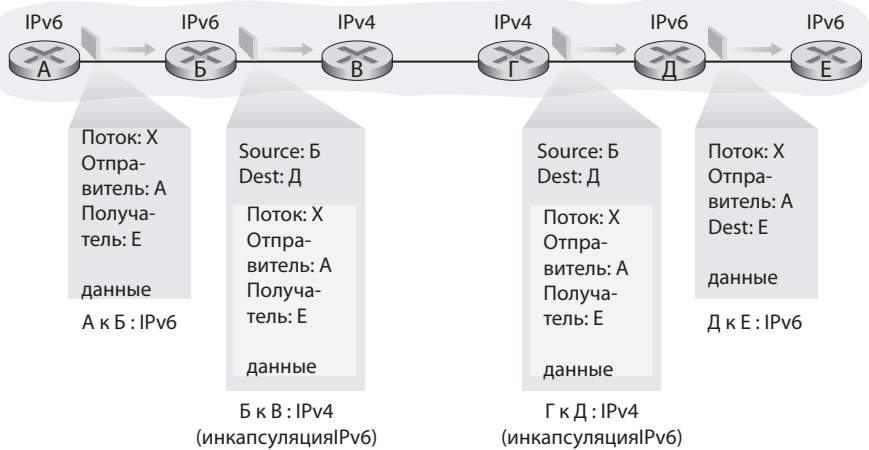 IPv6 IPv6 IPv4 IPv4 IPv6 IPv6
А Б В Г Д Е
Поток: X
Отпра-
витель: А
Получа-
тель: Е
данные
А к Б : IPv6
Source: Б
Dest: Д
Поток: X
Отпра-
витель: А
Получа-
тель: Е
данные
Б к В : IPv4
(инкапсуляцияIPv6)
Source: Б
Dest: Д
Поток: X
Отпра-
витель: А
Получа-
тель: Е
данные
Г к Д : IPv4
(инкапсуляцияIPv6)
Поток: X
Отпра-
витель: А
Dest: Е
данные
Д к Е : IPv6